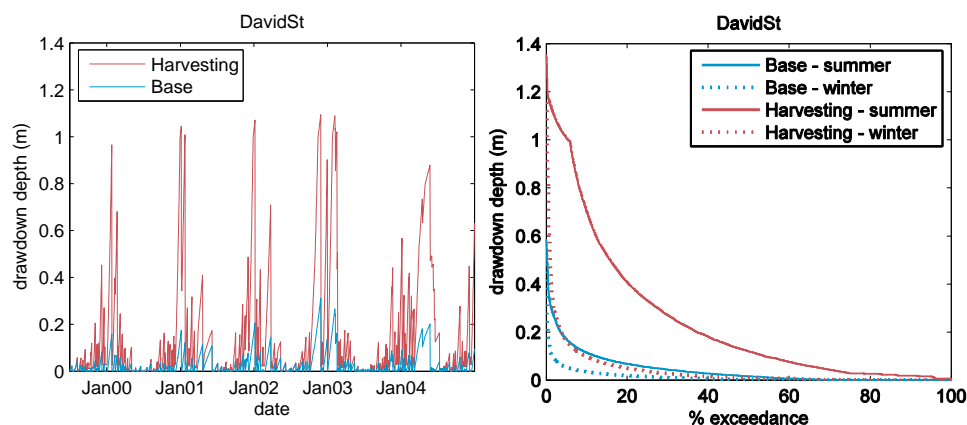 DavidSt
1.4
1.2
1
0.8
0.6
0.4
0.2
0
drawdown depth (m)
Harvesting
Base
Jan00 Jan01 Jan02 Jan03 Jan04
date
DavidSt
1.4
1.2
1
0.8
0.6
0.4
0.2
0
drawdown depth (m)
Base - summer
Base - winter
Harvesting - summer
Harvesting - winter
0 20 40 60 80 100
% exceedance